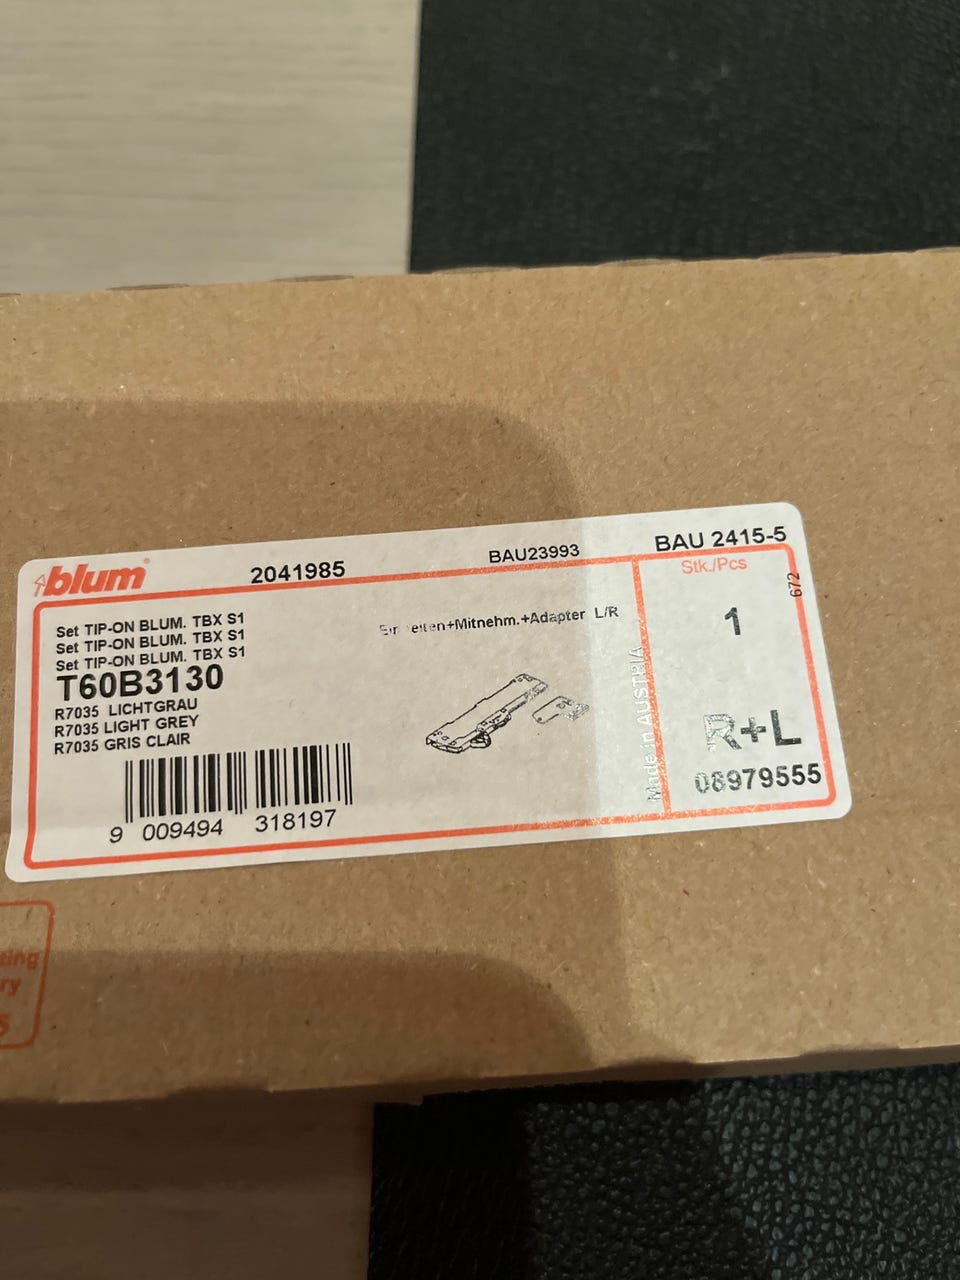 blum
2041985
BAU23993
BAU 2415-5
Set TIP-ON BLUM. TBX S1
Set TIP-ON BLUM. TBX S1
Set TIP-ON BLUM. TBX S1
T60B3130
R7035 LICHTGRAU
R7035 LIGHT GREY
R7035 GRIS CLAIR
9 009494 318197
+Mitnehm.+Adapter L/R
Made in AUSTRIA
Stk./Pcs
672
1
R+L
08979555